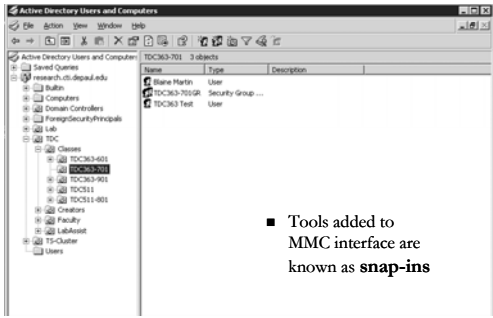 Active Directory Users and Computers
File Action View Window Help
Active Directory Users and Computers
Saved Queries
research.cti.depaul.edu
Builtin
Computers
Domain Controllers
ForeignSecurityPrincipals
Lab
TDC
Classes
TDC363-601
TDC363-701
TDC363-901
TDC511
TDC511-801
Creators
Faculty
LabAssist
TS-Cluster
Users
TDC363-701 3 objects
Name Type Description
Blaine Martin User
TDC363-701GR Security Group ...
TDC363 Test User
■ Tools added to
MMC interface are
known as snap-ins